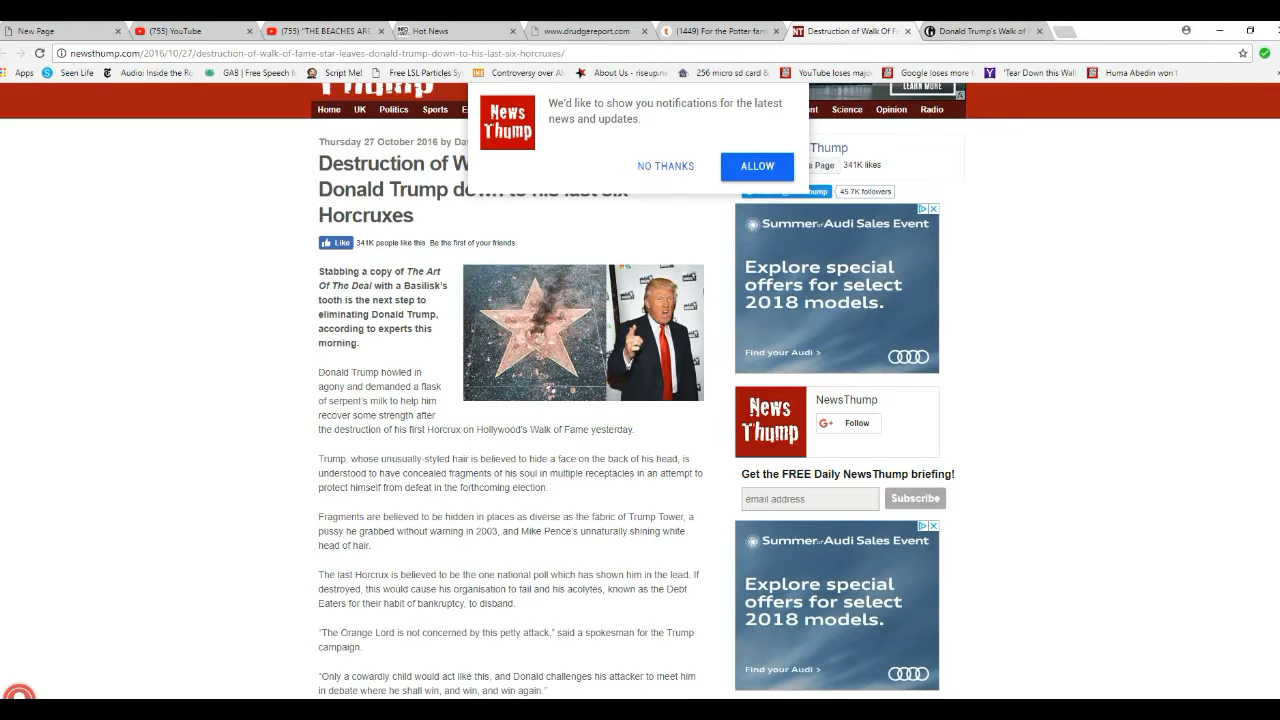 New Page
(755) YouTube
(755) "THE BEACHES ARE
Hot News
www.drudgereport.com
(1449) For the Potter fans
Destruction of Walk Of F
Donald Trump's Walk of
newsthump.com/2016/10/27/destruction-of-walk-of-fame-star-leaves-donald-trump-down-to-his-last-six-horcruxes/
Apps
Seen Life
Audio: Inside the Ro
GAB | Free Speech f
Script Me!
Free LSL Particles Sy
Controversy over A
About Us - riseup.ne
256 micro sd card 8
YouTube loses major
Google loses more
'Tear Down this Wall
Huma Abedin won't
LEARN MORE
Thump
Home
UK
Politics
Sports
Science
Opinion
Radio
We'd like to show you notifications for the latest
news and updates.
News
Thump
NO THANKS
ALLOW
Thursday 27 October 2016 by
Destruction of
Donald Trump down to his last six
Horcruxes
Like
341K people like this. Be the first of your friends.
Stabbing a copy of The Art
Of The Deal with a Basilisk's
tooth is the next step to
eliminating Donald Trump,
according to experts this
morning.
Donald Trump howled in
agony and demanded a flask
of serpent's milk to help him
recover some strength after
the destruction of his first Horcrux on Hollywood's Walk of Fame yesterday.
Trump, whose unusually-styled hair is believed to hide a face on the back of his head, is
understood to have concealed fragments of his soul in multiple receptacles in an attempt to
protect himself from defeat in the forthcoming election.
Fragments are believed to be hidden in places as diverse as the fabric of Trump Tower, a
pussy he grabbed without warning in 2003, and Mike Pence's unnaturally shining white
head of hair.
The last Horcrux is believed to be the one national poll which has shown him in the lead. If
destroyed, this would cause his organisation to fail and his acolytes, known as the Debt
Eaters for their habit of bankruptcy, to disband.
"The Orange Lord is not concerned by this petty attack," said a spokesman for the Trump
campaign.
"Only a cowardly child would act like this, and Donald challenges his attacker to meet him
in debate where he shall win, and win, and win again."
Thump
Page
341K likes
45.7K followers
Summer of Audi Sales Event
Explore special
offers for select
2018 models.
Find your Audi >
News
Thump
NewsThump
G+ Follow
Get the FREE Daily NewsThump briefing!
email address
Subscribe
Summer of Audi Sales Event
Explore special
offers for select
2018 models.
Find your Audi >